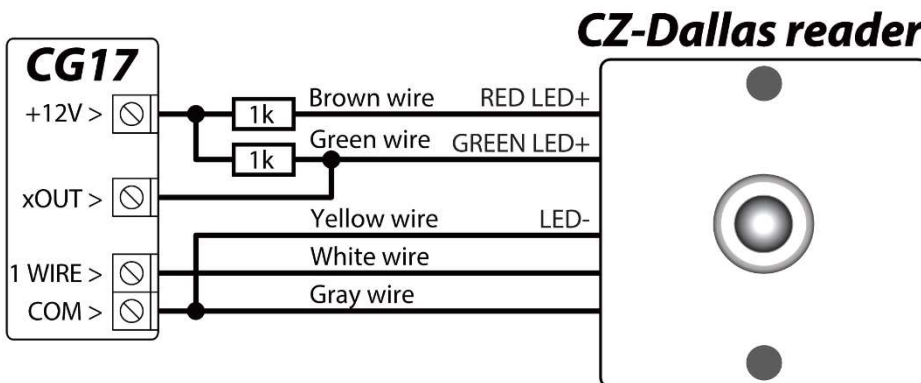 CZ-Dallas reader
CG17
+12V >
1k
Brown wire
RED LED+
1k
Green wire
GREEN LED+
xOUT >
Yellow wire
LED-
1 WIRE >
White wire
COM >
Gray wire